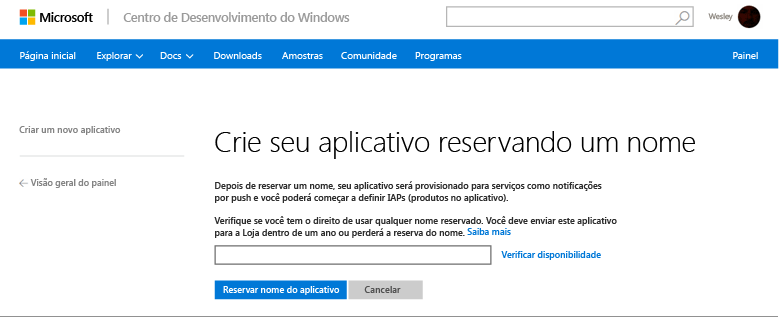 Microsoft
Centro de Desenvolvimento do Windows
Wesley
Página inicial
Explorar
Docs
Downloads
Amostras
Comunidade
Programas
Painel
Criar um novo aplicativo
← Visão geral do painel
Crie seu aplicativo reservando um nome
Depois de reservar um nome, seu aplicativo será provisionado para serviços como notificações
por push e você poderá começar a definir IAPs (produtos no aplicativo).
Verifique se você tem o direito de usar qualquer nome reservado. Você deve enviar este aplicativo
para a Loja dentro de um ano ou perderá a reserva do nome. Saiba mais
Verificar disponibilidade
Reservar nome do aplicativo
Cancelar